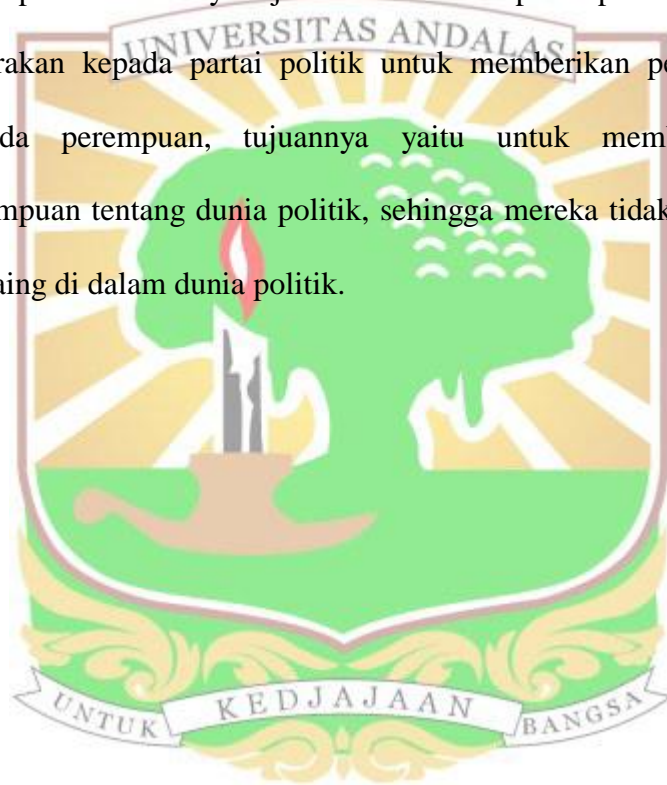 UNIVERSITAS ANDALAS
rakan kepada partai politik untuk memberikan pe
da perempuan, tujuannya yaitu untuk mem
mpuan tentang dunia politik, sehingga mereka tidak
aing di dalam dunia politik.
UNTUK KEDJAJAAN BANGSA